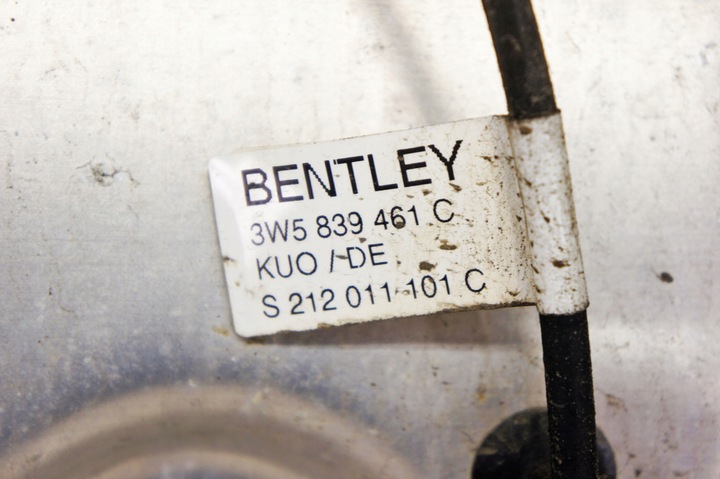 BENTLEY
3W5 839 461 C
KUO / DE
S 212 011 101 C